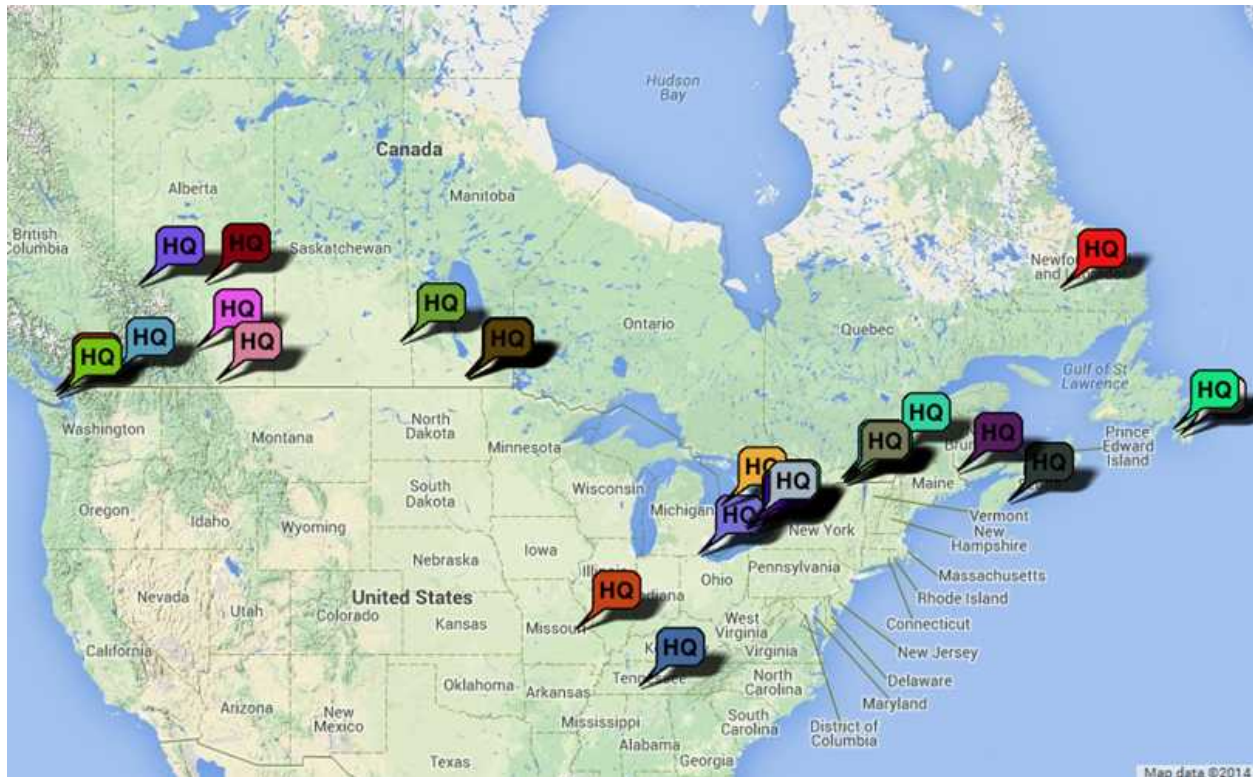 Hudson
Bay
Canada
Alberta
Manitoba
British
Columbia
HQ
HQ
Saskatchewan
HQ
Newfoundland
and Labrador
HQ
HQ
Ontario
Quebec
HQ
HQ
HQ
HQ
HQ
Gulf of St
Lawrence
HQ
Washington
Montana
North
Dakota
Minnesota
HQ
HQ
HQ
Prince
Edward
Island
HQ
Maine
HQ
HQ
Oregon
Idaho
Wyoming
South
Dakota
Wisconsin
Michigan
HQ
New York
Vermont
New
Hampshire
Nebraska
Iowa
Ohio
Pennsylvania
Massachusetts
Rhode Island
Connecticut
Nevada
Utah
Colorado
United States
Kansas
Missouri
HQ
West
Virginia
Virginia
New Jersey
Delaware
Maryland
District of
Columbia
California
HQ
Oklahoma
Arkansas
Tennessee
North
Carolina
Arizona
New
Mexico
Mississippi
South
Carolina
Texas
Alabama
Georgia
Map data ©2014